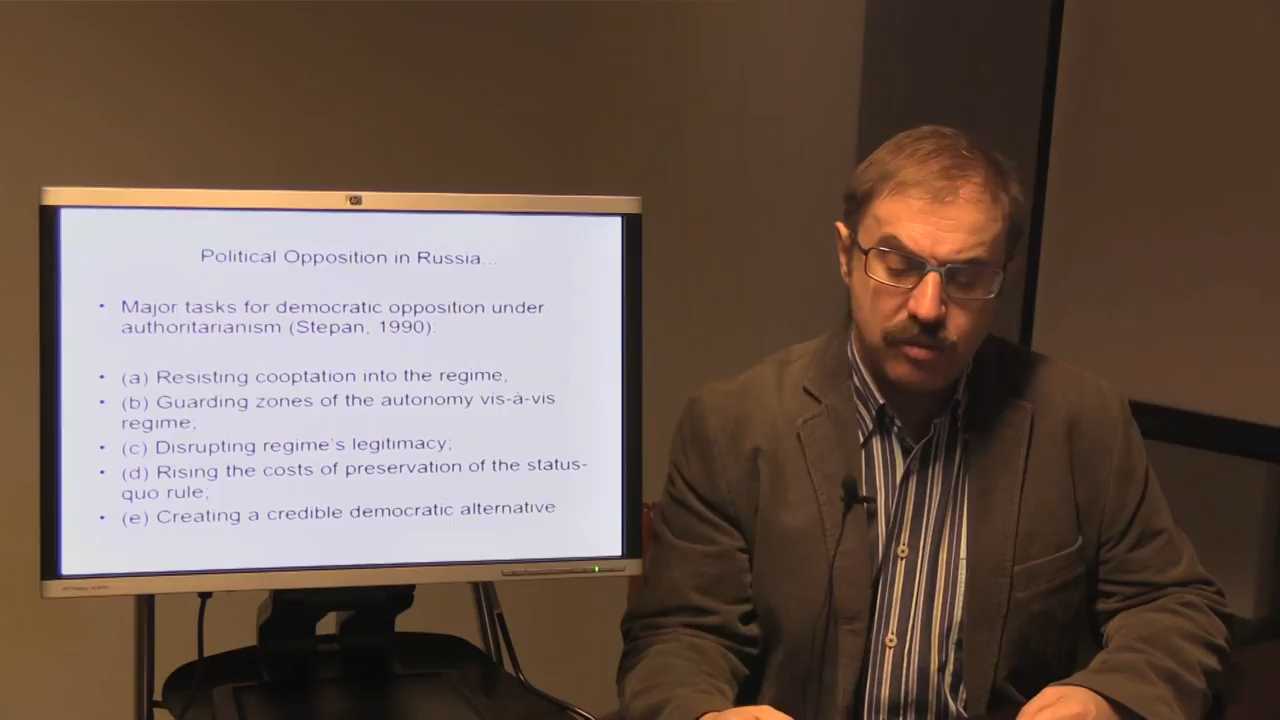 hp
Political Opposition in Russia...
• Major tasks for democratic opposition under
authoritarianism (Stepan, 1990):
• (a) Resisting cooptation into the regime,
• (b) Guarding zones of the autonomy vis-à-vis
regime;
• (c) Disrupting regime's legitimacy;
• (d) Rising the costs of preservation of the status-
quo rule;
• (e) Creating a credible democratic alternative